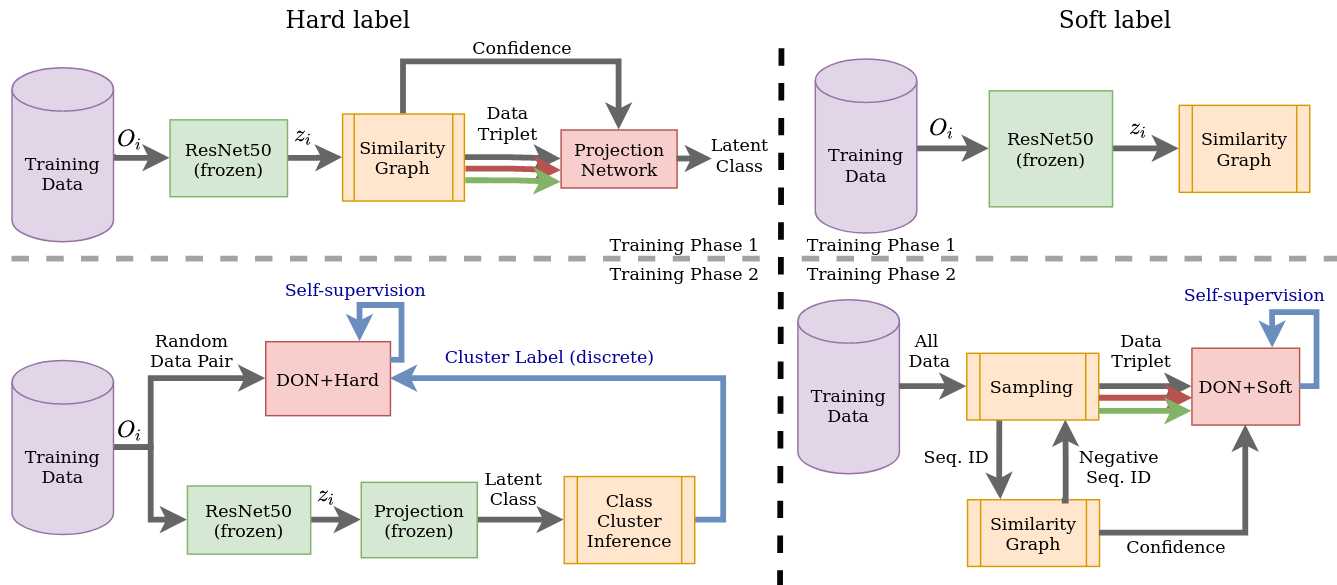 Hard label
Confidence
Training
Data
O_i
ResNet50
(frozen)
z_i
Similarity
Graph
Data
Triplet
Projection
Network
Latent
Class
Training Phase 1
Soft label
Training
Data
O_i
ResNet50
(frozen)
z_i
Similarity
Graph
Training Phase 1
Training Phase 2
Self-supervision
Random
Data Pair
DON+Hard
Cluster Label (discrete)
Training
Data
O_i
ResNet50
(frozen)
z_i
Projection
(frozen)
Latent
Class
Class
Cluster
Inference
Training Phase 2
Self-supervision
Training
Data
All
Data
Sampling
Data
Triplet
DON+Soft
Seq. ID
Negative
Seq. ID
Similarity
Graph
Confidence